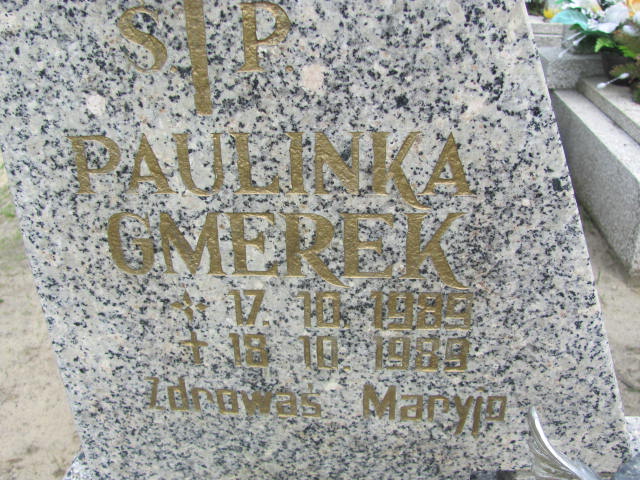 Ś.P.
PAULINKA
GMEREK
* 17. 10. 1989
† 18. 10. 1989
Zdrowaś Maryjo